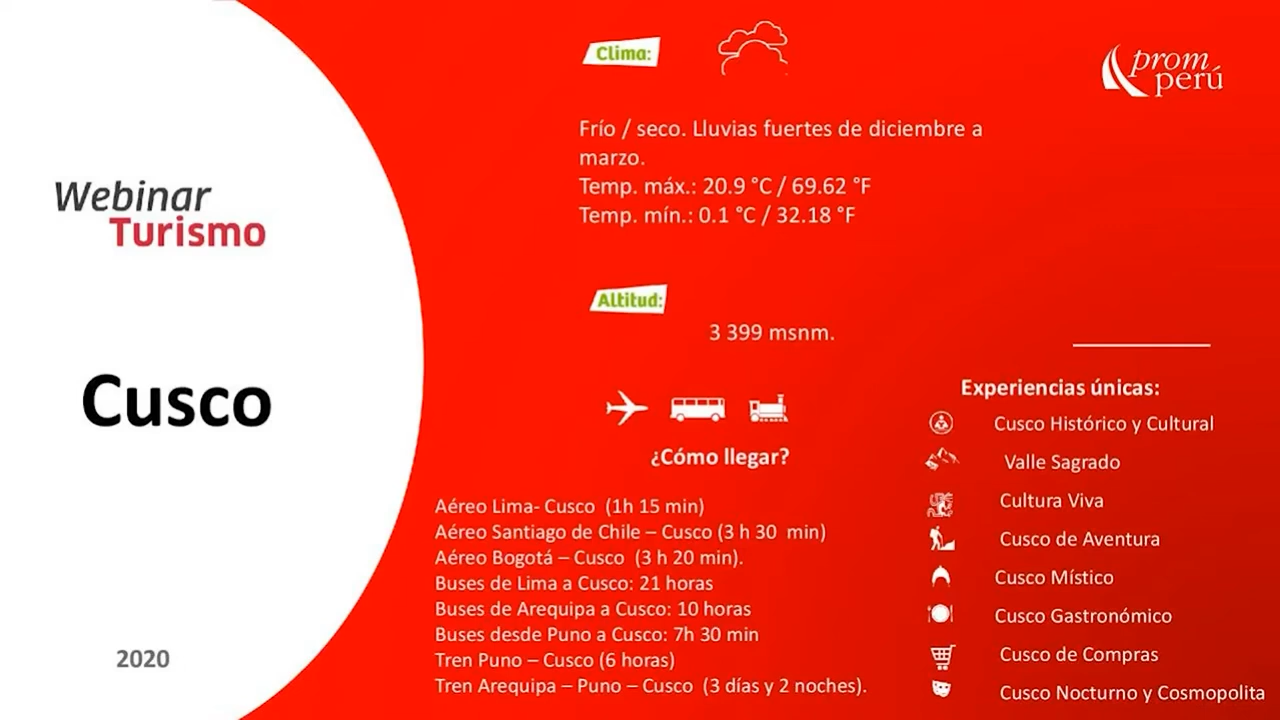 Webinar
Turismo
Cusco
2020
Clima:
Frío / seco. Lluvias fuertes de diciembre a
marzo.
Temp. máx.: 20.9 °C / 69.62 °F
Temp. mín.: 0.1 °C / 32.18 °F
Altitud:
3 399 msnm.
¿Cómo llegar?
Aéreo Lima- Cusco (1h 15 min)
Aéreo Santiago de Chile – Cusco (3 h 30 min)
Aéreo Bogotá – Cusco (3 h 20 min).
Buses de Lima a Cusco: 21 horas
Buses de Arequipa a Cusco: 10 horas
Buses desde Puno a Cusco: 7h 30 min
Tren Puno – Cusco (6 horas)
Tren Arequipa – Puno – Cusco (3 días y 2 noches).
prom
perú
Experiencias únicas:
Cusco Histórico y Cultural
Valle Sagrado
Cultura Viva
Cusco de Aventura
Cusco Místico
Cusco Gastronómico
Cusco de Compras
Cusco Nocturno y Cosmopolita